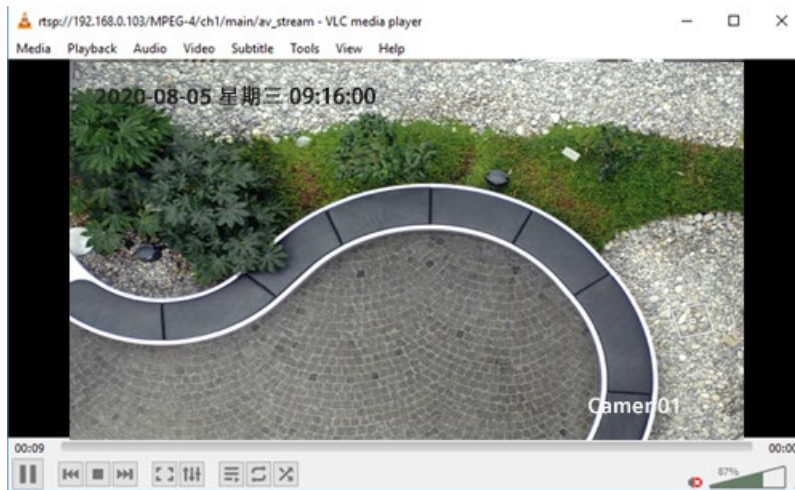 rtsp://192.168.0.103/MPEG-4/ch1/main/av_stream - VLC media player
Media Playback Audio Video Subtitle Tools View Help
2020-08-05 星期三 09:16:00
Camer 01
00:09
00:00
87%